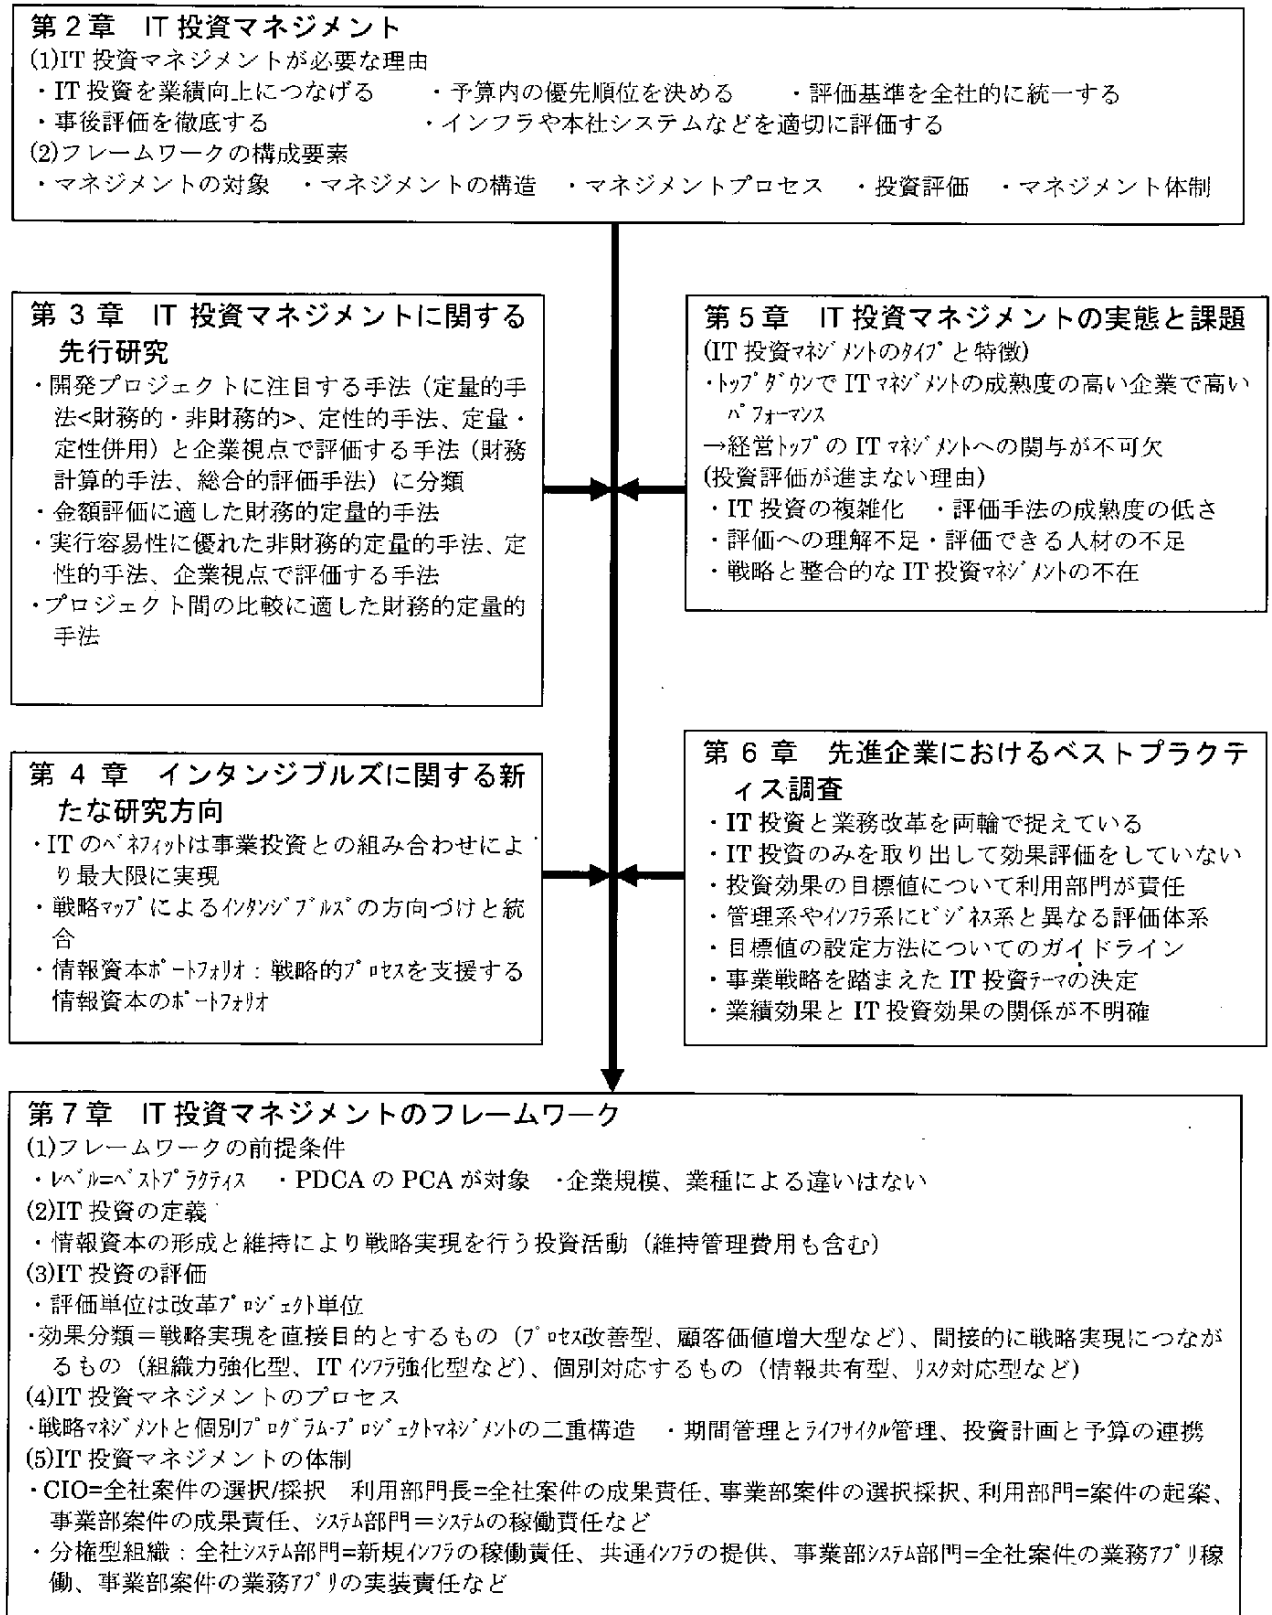 第２章　IT 投資マネジメント
(1)IT 投資マネジメントが必要な理由
・IT 投資を業績向上につなげる　・予算内の優先順位を決める　・評価基準を全社的に統一する
・事後評価を徹底する　・インフラや本社システムなどを適切に評価する
(2)フレームワークの構成要素
・マネジメントの対象　・マネジメントの構造　・マネジメントプロセス　・投資評価　・マネジメント体制
第 3 章　IT 投資マネジメントに関する
先行研究
・開発プロジェクトに注目する手法（定量的手
法<財務的・非財務的>、定性的手法、定量・
定性併用）と企業視点で評価する手法（財務
計算的手法、総合的評価手法）に分類
・金額評価に適した財務的定量的手法
・実行容易性に優れた非財務的定量的手法、定
性的手法、企業視点で評価する手法
・プロジェクト間の比較に適した財務的定量的
手法
第５章　IT 投資マネジメントの実態と課題
(IT 投資ﾏﾈｼﾞﾒﾝﾄのﾀｲﾌﾟと特徴)
・ﾄｯﾌﾟﾀﾞｳﾝで IT ﾏﾈｼﾞﾒﾝﾄの成熟度の高い企業で高い
ﾊﾟﾌｫｰﾏﾝｽ
→経営ﾄｯﾌﾟの IT ﾏﾈｼﾞﾒﾝﾄへの関与が不可欠
(投資評価が進まない理由)
・IT 投資の複雑化　・評価手法の成熟度の低さ
・評価への理解不足・評価できる人材の不足
・戦略と整合的な IT 投資ﾏﾈｼﾞﾒﾝﾄの不在
第 4 章　インタンジブルズに関する新
たな研究方向
・IT のﾍﾞﾈﾌｨｯﾄは事業投資との組み合わせによ
り最大限に実現
・戦略ﾏｯﾌﾟによるｲﾝﾀﾝｼﾞﾌﾞﾙｽﾞの方向づけと統
合
・情報資本ﾎﾟｰﾄﾌｫﾘｵ：戦略的ﾌﾟﾛｾｽを支援する
情報資本のﾎﾟｰﾄﾌｫﾘｵ
第 6 章　先進企業におけるベストプラクテ
ィス調査
・IT 投資と業務改革を両輪で捉えている
・IT 投資のみを取り出して効果評価をしていない
・投資効果の目標値について利用部門が責任
・管理系やｲﾝﾌﾗ系にﾋﾞｼﾞﾈｽ系と異なる評価体系
・目標値の設定方法についてのガイドライン
・事業戦略を踏まえた IT 投資ﾃｰﾏの決定
・業績効果と IT 投資効果の関係が不明確
第７章　IT 投資マネジメントのフレームワーク
(1)フレームワークの前提条件
・ﾚﾍﾞﾙ=ﾍﾞｽﾄﾌﾟﾗｸﾃｨｽ　・PDCA の PCA が対象　・企業規模、業種による違いはない
(2)IT 投資の定義
・情報資本の形成と維持により戦略実現を行う投資活動（維持管理費用も含む）
(3)IT 投資の評価
・評価単位は改革ﾌﾟﾛｼﾞｪｸﾄ単位
・効果分類＝戦略実現を直接目的とするもの（ﾌﾟﾛｾｽ改善型、顧客価値増大型など）、間接的に戦略実現につなが
るもの（組織力強化型、IT ｲﾝﾌﾗ強化型など）、個別対応するもの（情報共有型、ﾘｽｸ対応型など）
(4)IT 投資マネジメントのプロセス
・戦略ﾏﾈｼﾞﾒﾝﾄと個別ﾌﾟﾛｸﾞﾗﾑ･ﾌﾟﾛｼﾞｪｸﾄﾏﾈｼﾞﾒﾝﾄの二重構造　・期間管理とﾗｲﾌｻｲｸﾙ管理、投資計画と予算の連携
(5)IT 投資マネジメントの体制
・CIO=全社案件の選択/採択　利用部門長=全社案件の成果責任、事業部案件の選択採択、利用部門=案件の起案、
事業部案件の成果責任、ｼｽﾃﾑ部門＝システムの稼働責任など
・分権型組織：全社ｼｽﾃﾑ部門=新規ｲﾝﾌﾗの稼働責任、共通ｲﾝﾌﾗの提供、事業部ｼｽﾃﾑ部門=全社案件の業務ｱﾌﾟﾘ稼
働、事業部案件の業務ｱﾌﾟﾘの実装責任など